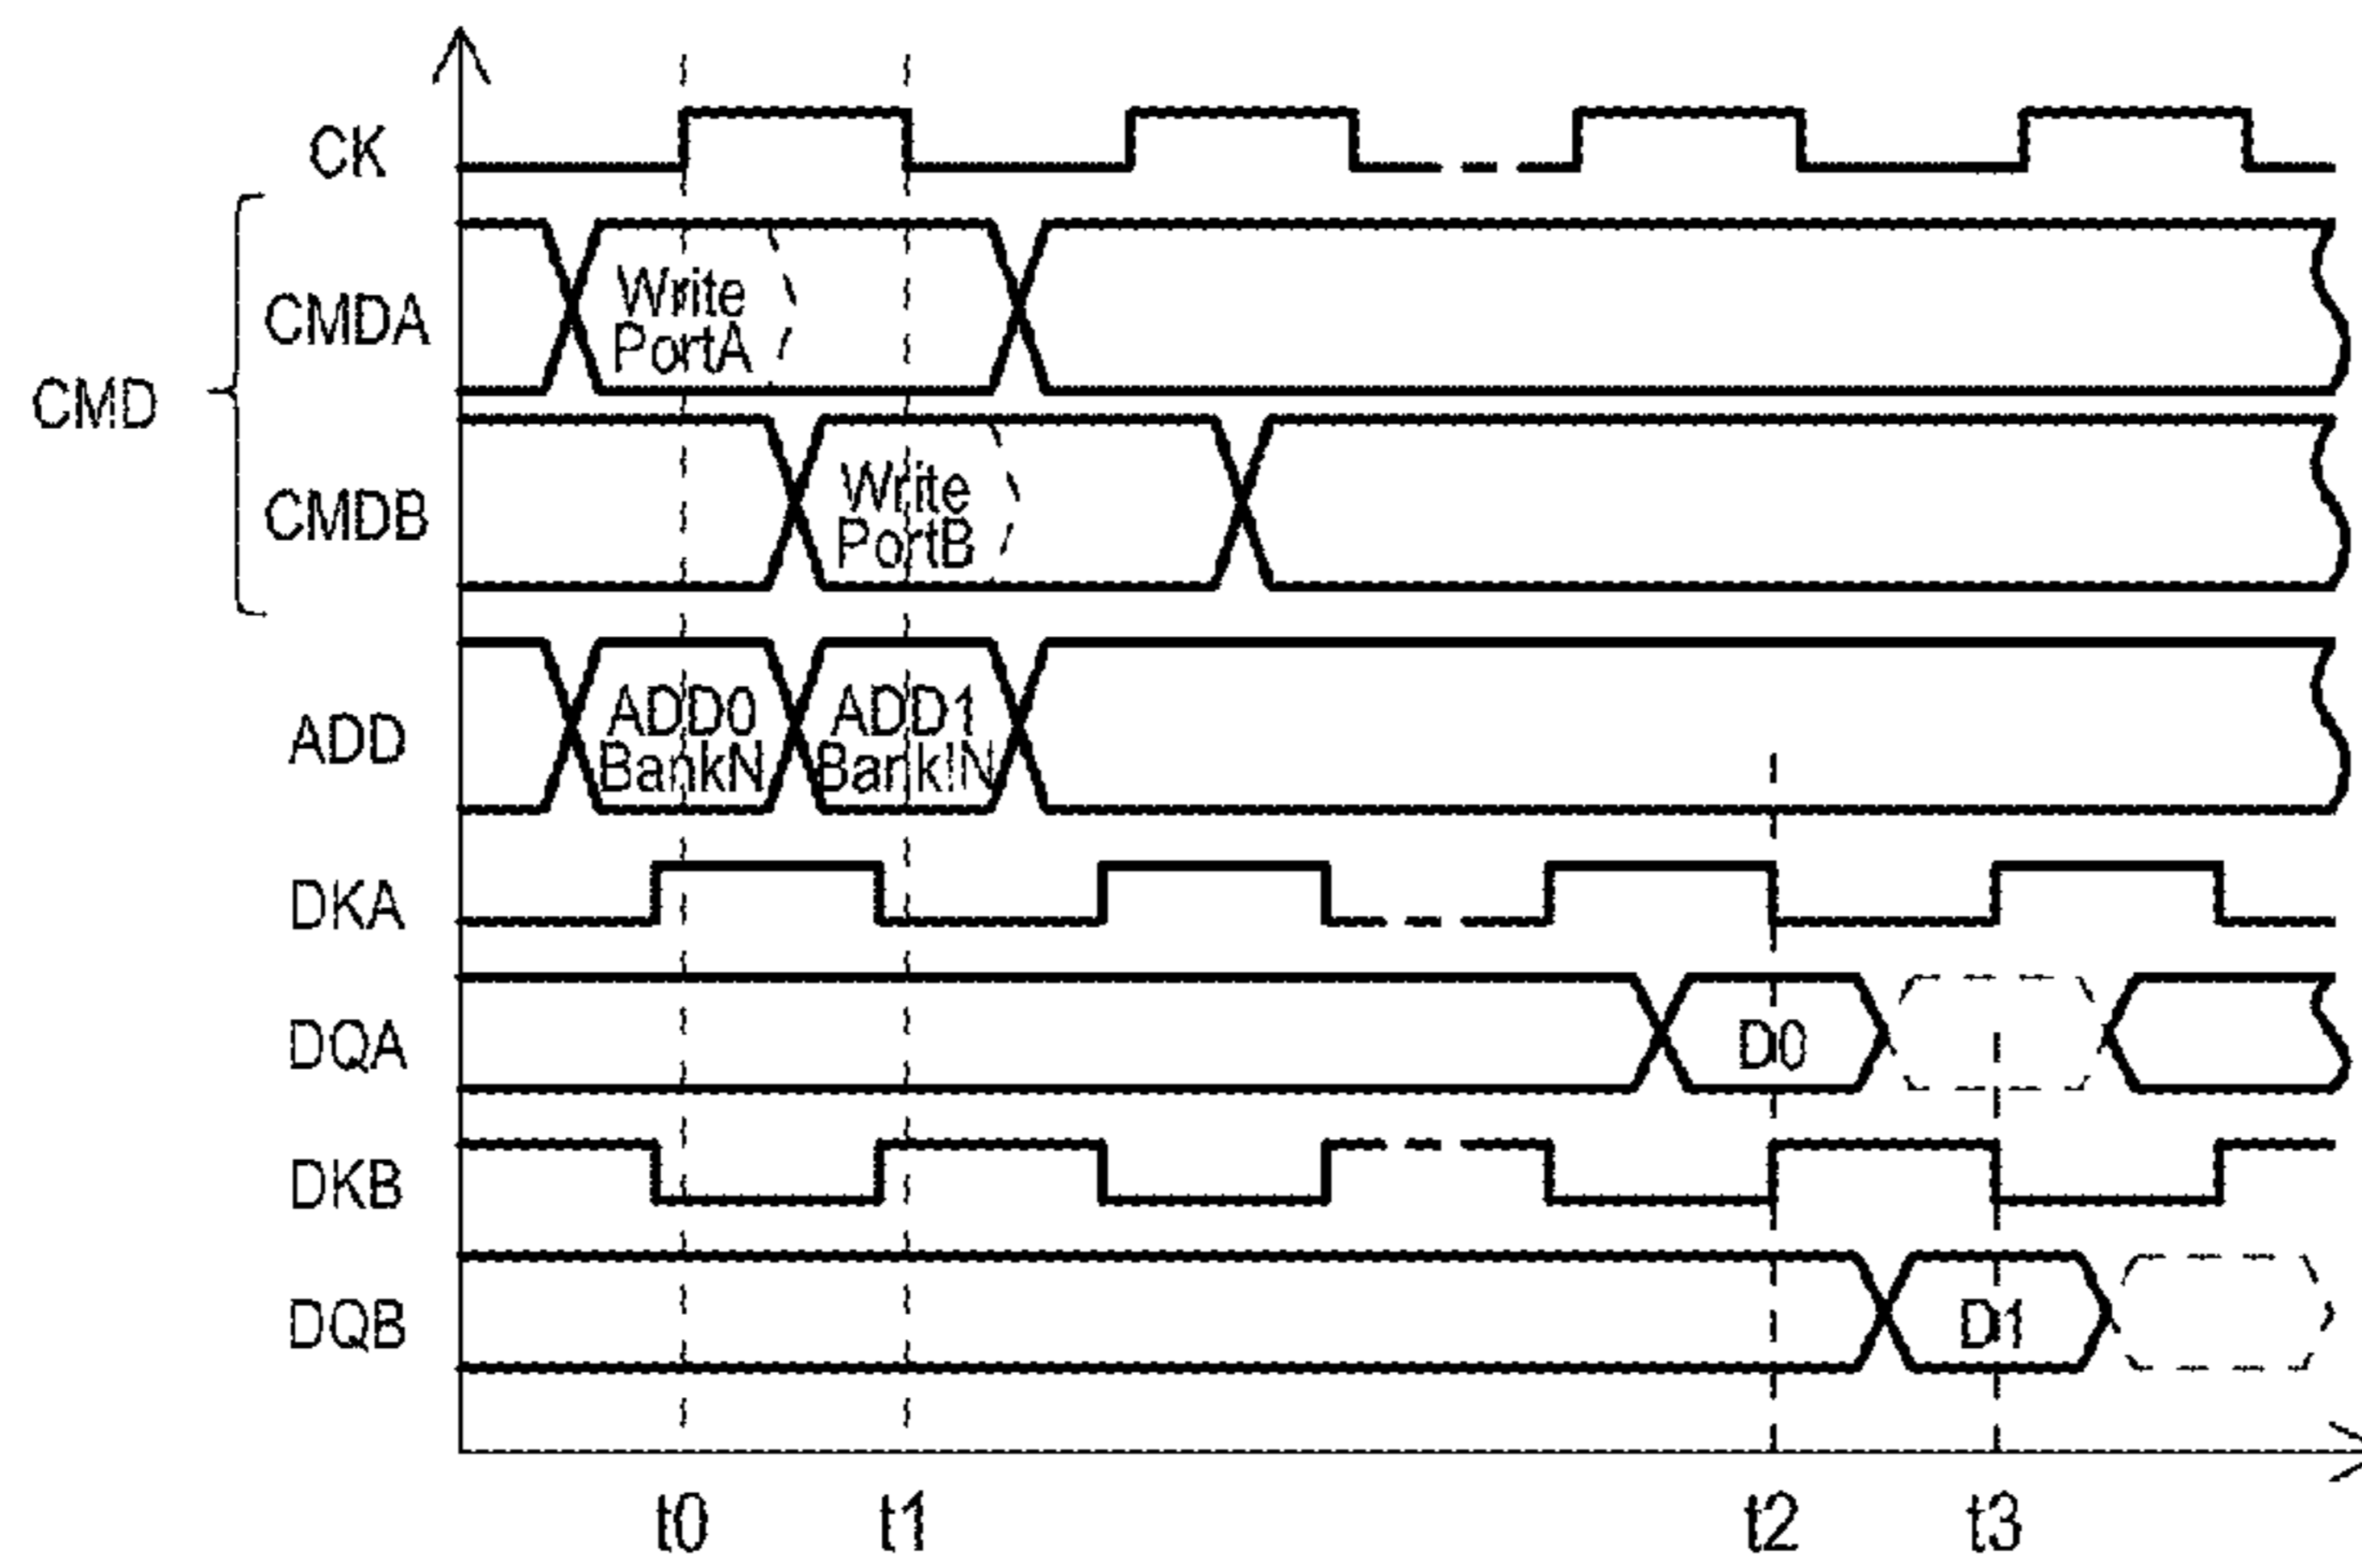 CK
CMD
CMDA
Write
PortA
CMDB
Write
PortB
ADD
ADD0
BankN
ADD1
Bank!N
DKA
DQA
D0
DKB
DQB
D1
t0
t1
t2
t3